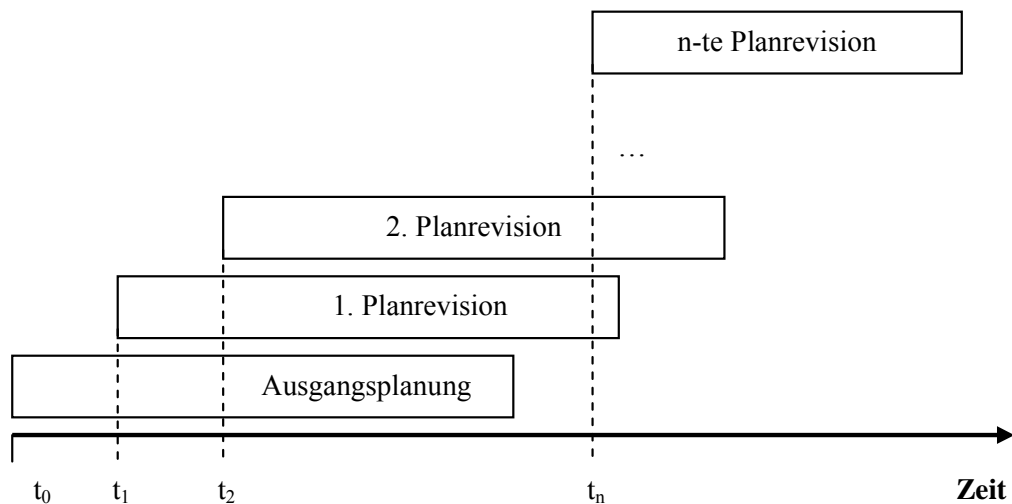 n-te Planrevision
…
2. Planrevision
1. Planrevision
Ausgangsplanung
t₀ t₁ t₂ tₙ Zeit